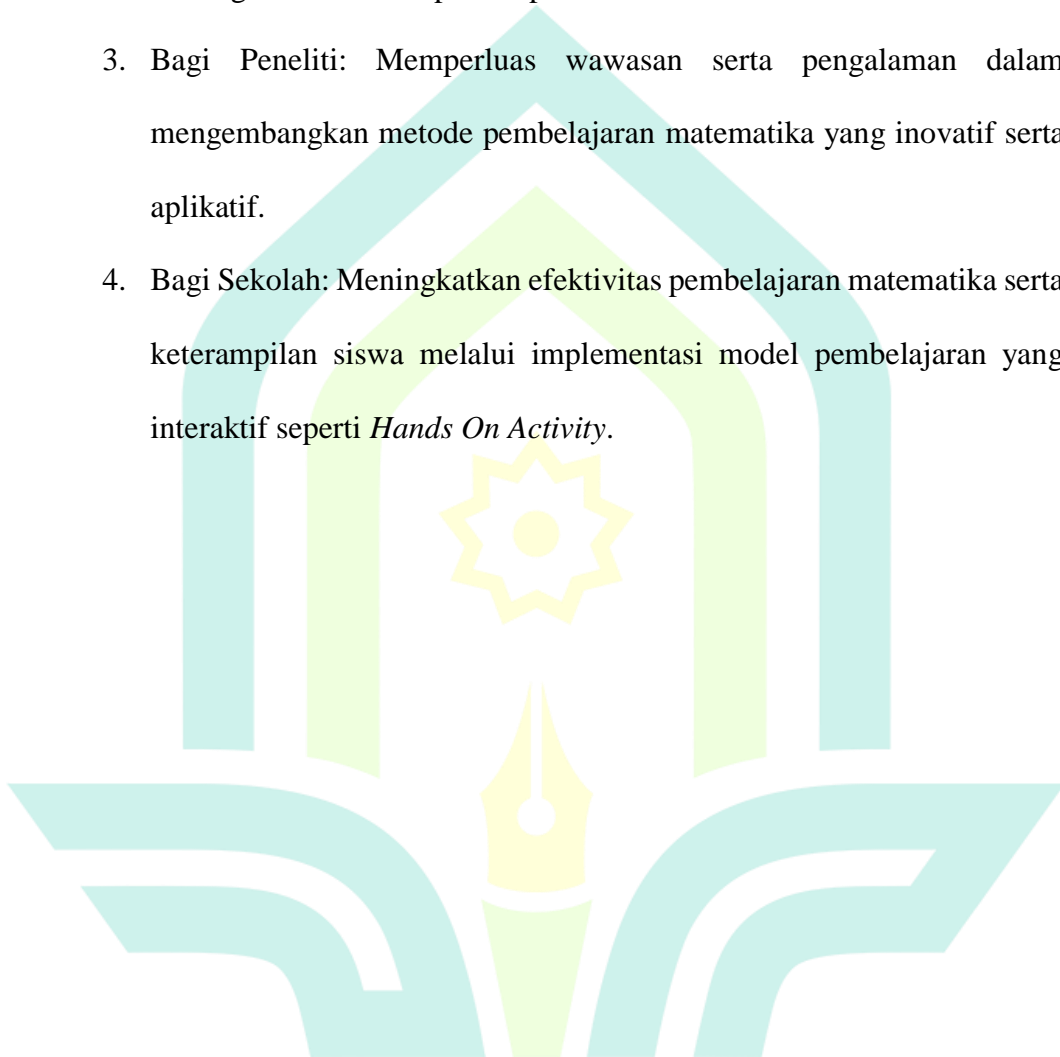 3. Bagi Peneliti: Memperluas wawasan serta pengalaman dalam
mengembangkan metode pembelajaran matematika yang inovatif serta
aplikatif.
4. Bagi Sekolah: Meningkatkan efektivitas pembelajaran matematika serta
keterampilan siswa melalui implementasi model pembelajaran yang
interaktif seperti Hands On Activity.